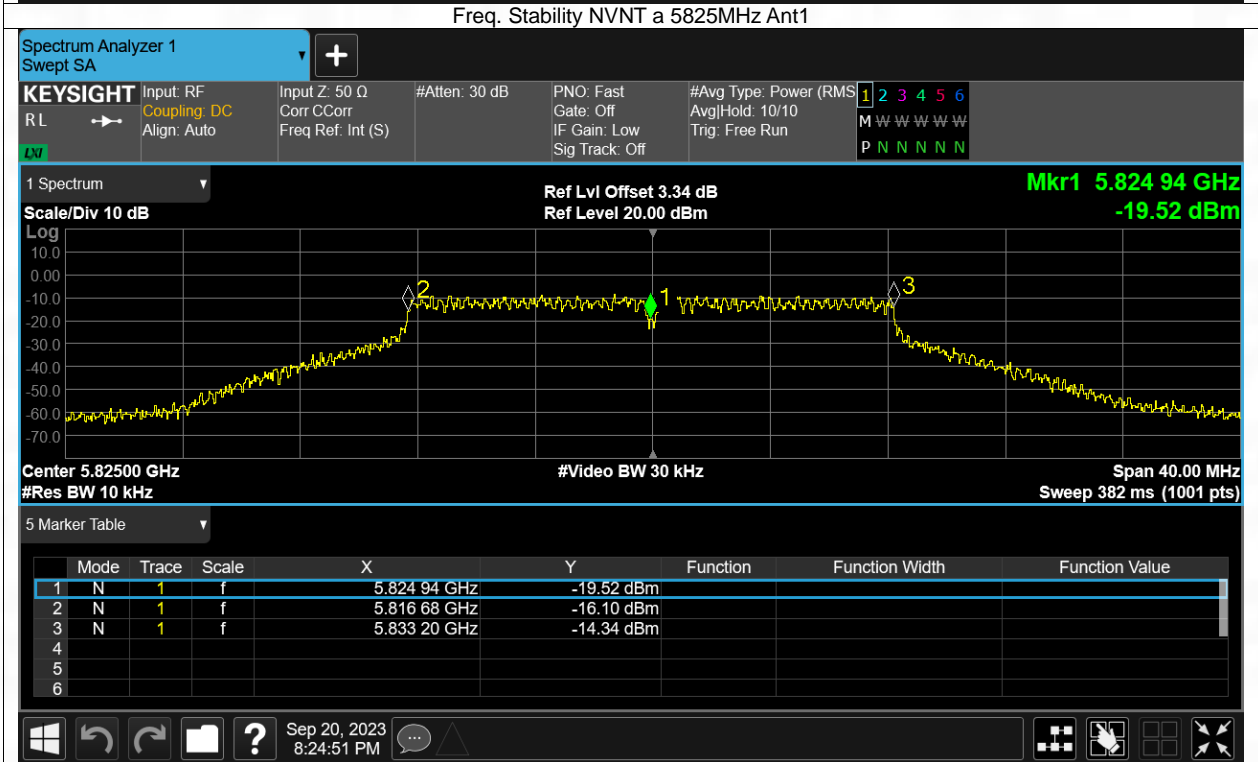 Freq. Stability NVNT a 5825MHz Ant1
Spectrum Analyzer 1
Swept SA
+
KEYSIGHT Input: RF Input Z: 50 Ω #Atten: 30 dB PNO: Fast #Avg Type: Power (RMS 1 2 3 4 5 6
RL Coupling: DC Corr CCorr Gate: Off Avg|Hold: 10/10 M W W W W W
Align: Auto Freq Ref: Int (S) IF Gain: Low Trig: Free Run
LXI Sig Track: Off P N N N N N
1 Spectrum Ref Lvl Offset 3.34 dB Mkr1 5.824 94 GHz
Scale/Div 10 dB Ref Level 20.00 dBm -19.52 dBm
Log
10.0
0.00
-10.0
-20.0
-30.0
-40.0
-50.0
-60.0
-70.0
2 1 3
Center 5.82500 GHz #Video BW 30 kHz Span 40.00 MHz
#Res BW 10 kHz Sweep 382 ms (1001 pts)
5 Marker Table
Mode Trace Scale X Y Function Function Width Function Value
1 N 1 f 5.824 94 GHz -19.52 dBm
2 N 1 f 5.816 68 GHz -16.10 dBm
3 N 1 f 5.833 20 GHz -14.34 dBm
4
5
6
? Sep 20, 2023
8:24:51 PM